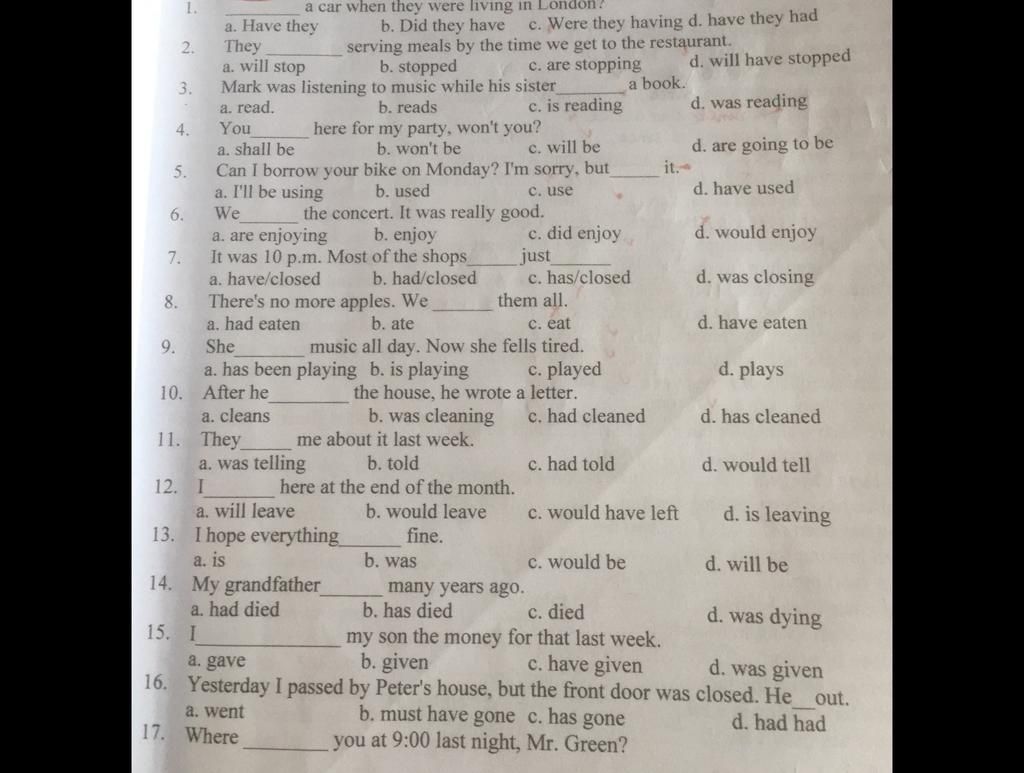 1. ________ a car when they were living in London?
a. Have they b. Did they have c. Were they having d. have they had
2. They ________ serving meals by the time we get to the restaurant.
a. will stop b. stopped c. are stopping d. will have stopped
3. Mark was listening to music while his sister_______ a book.
a. read. b. reads c. is reading d. was reading
4. You______ here for my party, won't you?
a. shall be b. won't be c. will be d. are going to be
5. Can I borrow your bike on Monday? I'm sorry, but_____ it.
a. I'll be using b. used c. use d. have used
6. We______ the concert. It was really good.
a. are enjoying b. enjoy c. did enjoy d. would enjoy
7. It was 10 p.m. Most of the shops_____ just______
a. have/closed b. had/closed c. has/closed d. was closing
8. There's no more apples. We ______ them all.
a. had eaten b. ate c. eat d. have eaten
9. She_______ music all day. Now she fells tired.
a. has been playing b. is playing c. played d. plays
10. After he________ the house, he wrote a letter.
a. cleans b. was cleaning c. had cleaned d. has cleaned
11. They_____ me about it last week.
a. was telling b. told c. had told d. would tell
12. I_______ here at the end of the month.
a. will leave b. would leave c. would have left d. is leaving
13. I hope everything______ fine.
a. is b. was c. would be d. will be
14. My grandfather______ many years ago.
a. had died b. has died c. died d. was dying
15. I______________ my son the money for that last week.
a. gave b. given c. have given d. was given
16. Yesterday I passed by Peter's house, but the front door was closed. He__out.
a. went b. must have gone c. has gone d. had had
17. Where ________ you at 9:00 last night, Mr. Green?